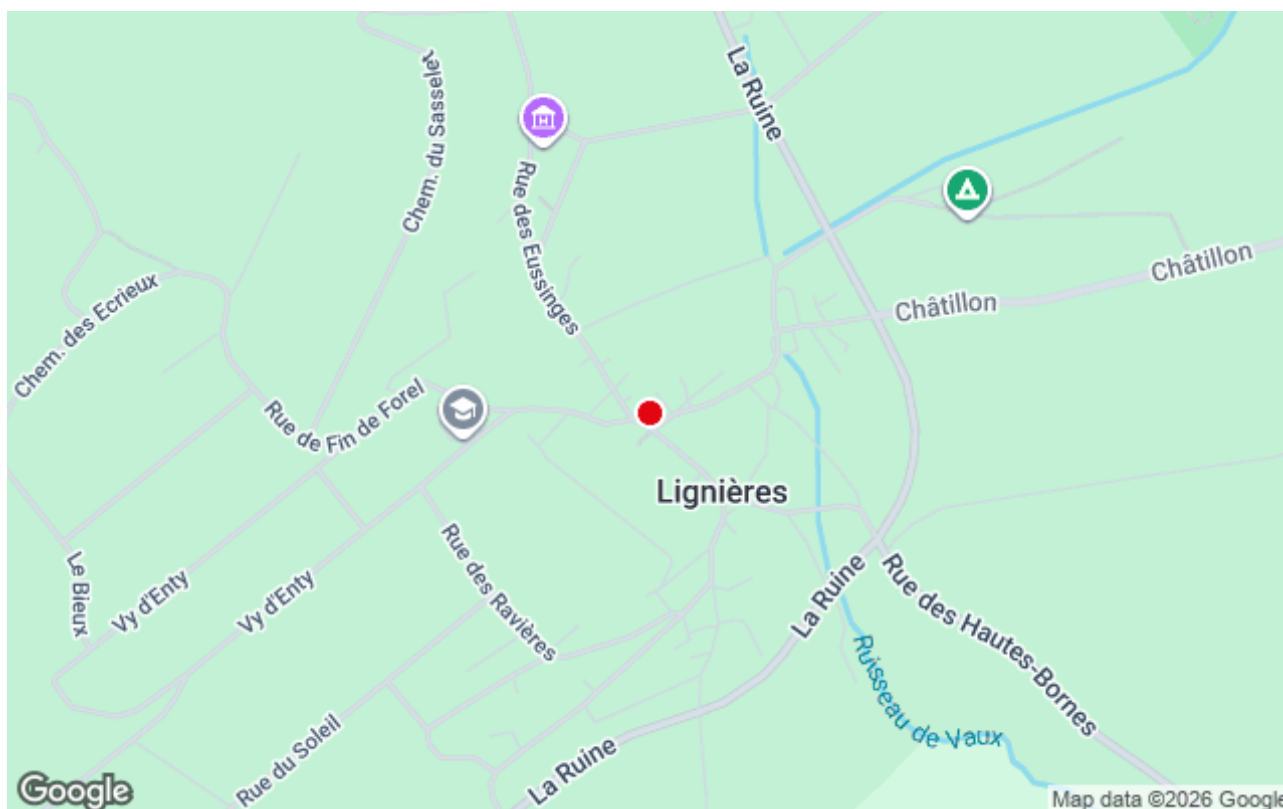 La Ruine
Chem. du Sasselet
Rue des Eussinges
Châtillon
Châtillon
Chem. des Ecrieux
Rue de Fin de Forel
Lignières
Le Bieux
Vy d'Enty
Vy d'Enty
Rue des Ravières
La Ruine
Rue des Hautes-Bornes
Ruisseau de Vaux
Rue du Soleil
La Ruine
Google
Map data ©2026 Google